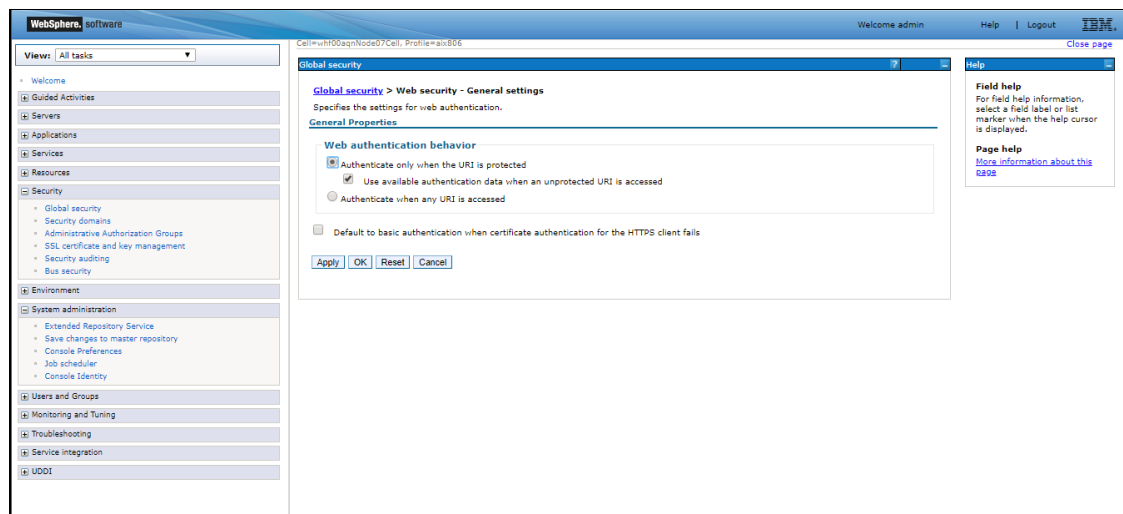 WebSphere. software
Welcome admin
Help | Logout
IBM.
View: All tasks
Cell=whf00aqnNode07Cell, Profile=aix806
Close page
Welcome
Guided Activities
Servers
Applications
Services
Resources
Security
Global security
Security domains
Administrative Authorization Groups
SSL certificate and key management
Security auditing
Bus security
Environment
System administration
Extended Repository Service
Save changes to master repository
Console Preferences
Job scheduler
Console Identity
Users and Groups
Monitoring and Tuning
Troubleshooting
Service integration
UDDI
Global security
?
Global security > Web security - General settings
Specifies the settings for web authentication.
General Properties
Web authentication behavior
Authenticate only when the URI is protected
Use available authentication data when an unprotected URI is accessed
Authenticate when any URI is accessed
Default to basic authentication when certificate authentication for the HTTPS client fails
Apply OK Reset Cancel
Help
Field help
For field help information,
select a field label or list
marker when the help cursor
is displayed.
Page help
More information about this
page